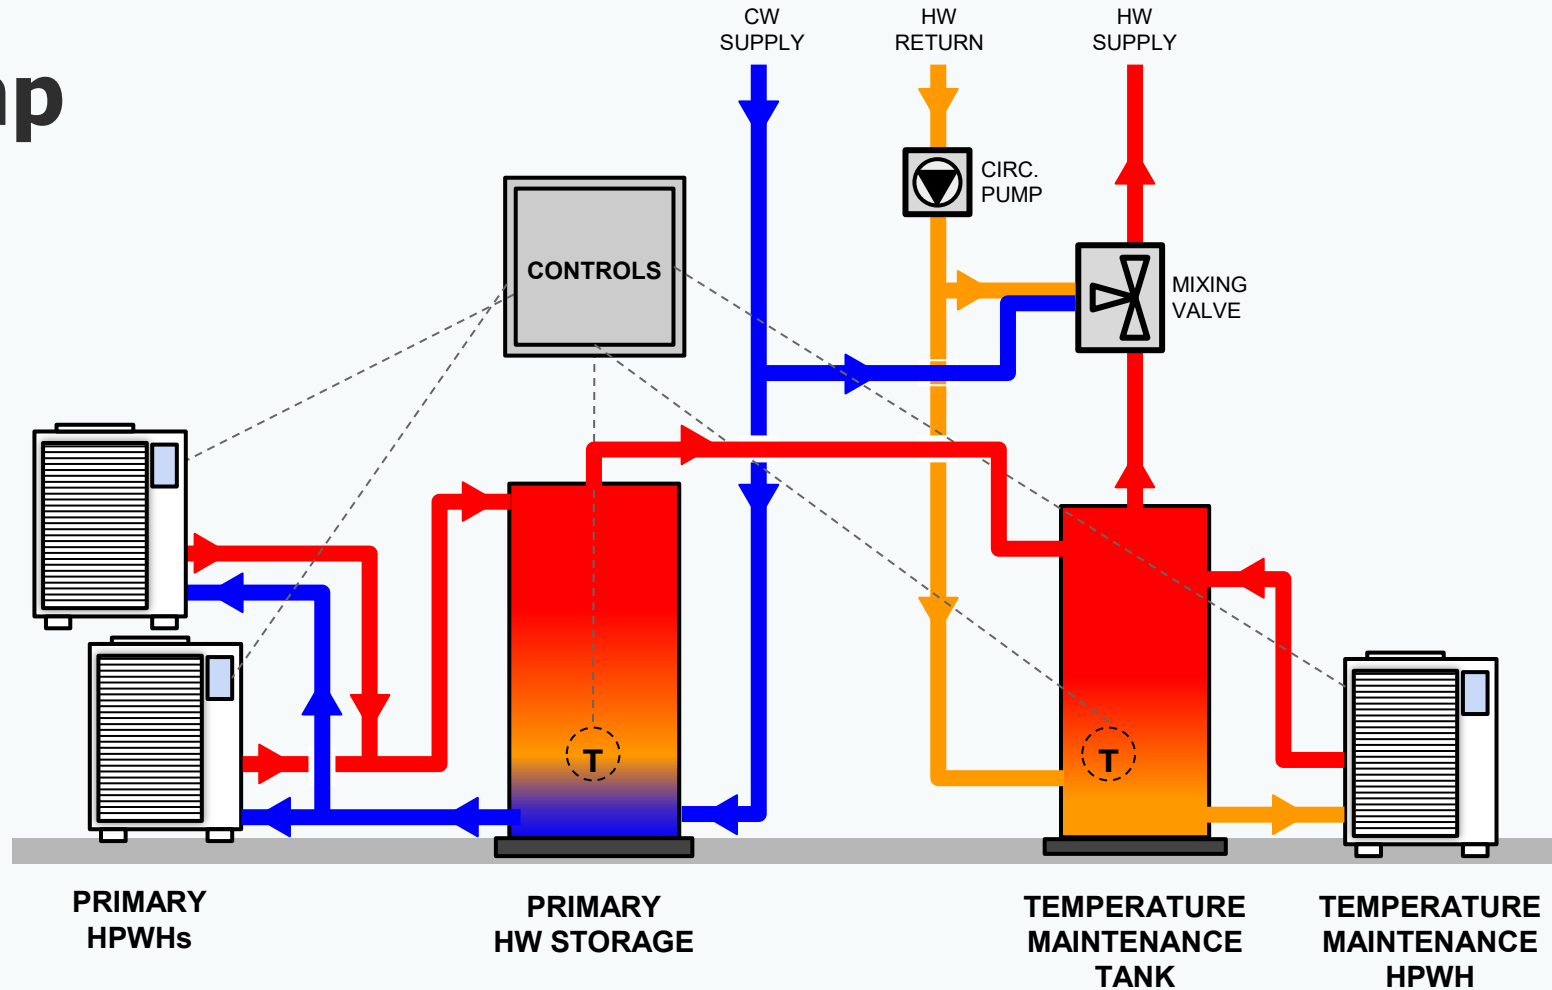 CW
SUPPLY
HW
RETURN
HW
SUPPLY
CIRC.
PUMP
CONTROLS
MIXING
VALVE
T
T
PRIMARY
HPWHs
PRIMARY
HW STORAGE
TEMPERATURE
MAINTENANCE
TANK
TEMPERATURE
MAINTENANCE
HPWH